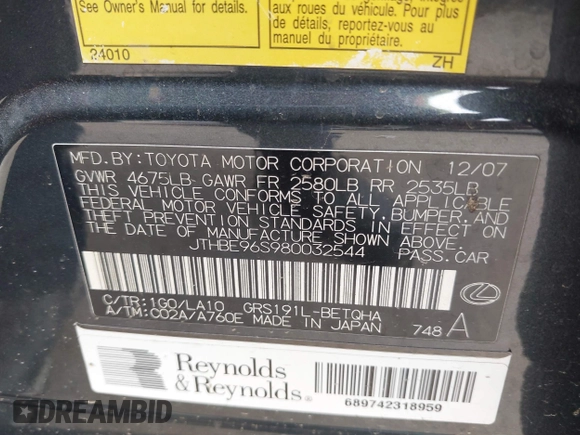 See Owner's Manual for details.
24010
aux roues du véhicule. Pour plus
de détails, reportez-vous au
manuel du propriétaire.
ZH
MFD.BY:TOYOTA MOTOR CORPORATION 12/07
GVWR 4675LB GAWR FR 2580LB RR 2535LB
THIS VEHICLE CONFORMS TO ALL APPLICABLE
FEDERAL MOTOR VEHICLE SAFETY,BUMPER,AND
THEFT PREVENTION STANDARDS IN EFFECT ON
THE DATE OF MANUFACTURE SHOWN ABOVE.
JTHBE96S980032544 PASS.CAR
C/TR:1G0/LA10 GRS191L-BETQHA
A/TM:C02A/A760E MADE IN JAPAN 748 A
Reynolds
& Reynolds®
689742318959
DREAMBID